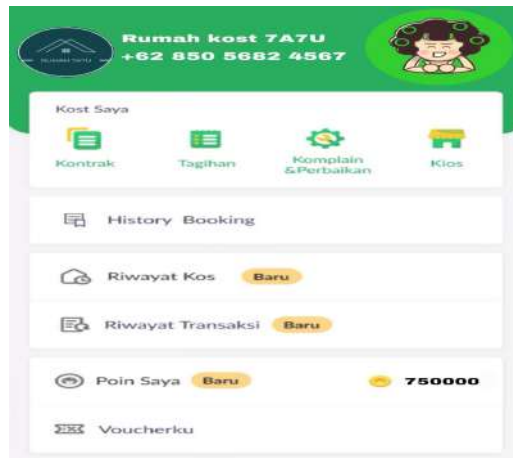 Rumah kost 7A7U
+62 850 5682 4567
Kost Saya
Kontrak
Tagihan
Komplain
&Perbaikan
Kios
History Booking
Riwayat Kos Baru
Riwayat Transaksi Baru
Poin Saya Baru 750000
Voucherku